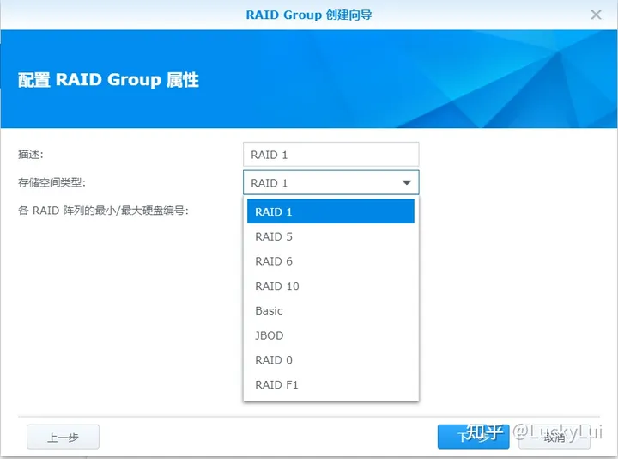 RAID Group 创建向导
配置 RAID Group 属性
描述: RAID 1
存储空间类型: RAID 1
各 RAID 阵列的最小/最大硬盘编号:
RAID 1
RAID 5
RAID 6
RAID 10
Basic
JBOD
RAID 0
RAID F1
上一步 下一步 取消
知乎 @LuckyLui